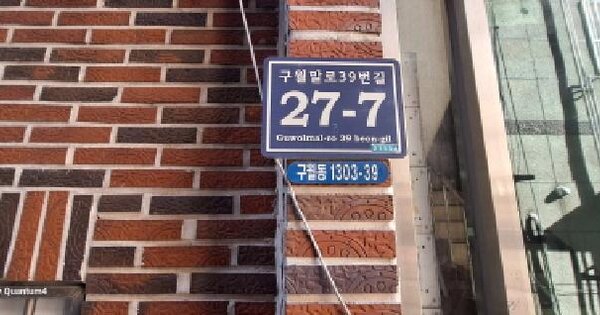 구월말로39번길
27-7
Guwolmal-ro 39 beon-gil
구월동 1303-39
Quantum4